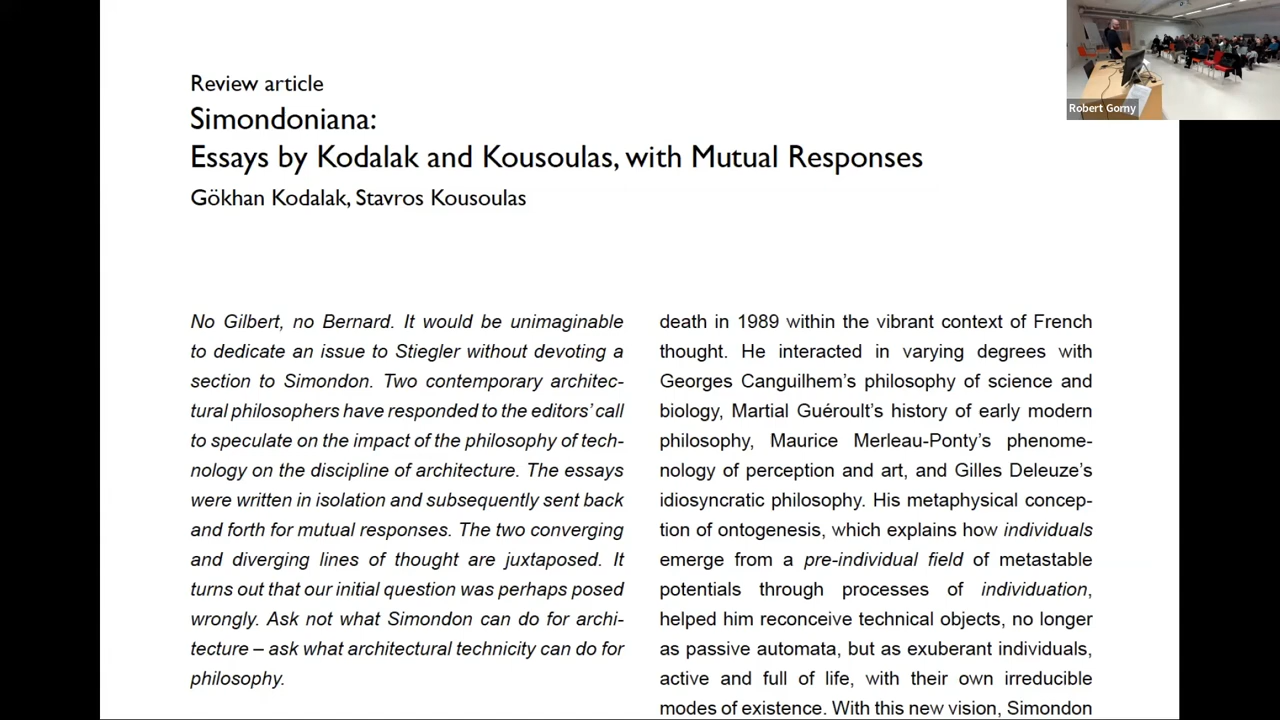 Review article
Simondoniana:
Essays by Kodalak and Kousoulas, with Mutual Responses
Gökhan Kodalak, Stavros Kousoulas
No Gilbert, no Bernard. It would be unimaginable
to dedicate an issue to Stiegler without devoting a
section to Simondon. Two contemporary architec-
tural philosophers have responded to the editors' call
to speculate on the impact of the philosophy of tech-
nology on the discipline of architecture. The essays
were written in isolation and subsequently sent back
and forth for mutual responses. The two converging
and diverging lines of thought are juxtaposed. It
turns out that our initial question was perhaps posed
wrongly. Ask not what Simondon can do for archi-
tecture – ask what architectural technicity can do for
philosophy.
death in 1989 within the vibrant context of French
thought. He interacted in varying degrees with
Georges Canguilhem's philosophy of science and
biology, Martial Guéroult's history of early modern
philosophy, Maurice Merleau-Ponty's phenome-
nology of perception and art, and Gilles Deleuze's
idiosyncratic philosophy. His metaphysical concep-
tion of ontogenesis, which explains how individuals
emerge from a pre-individual field of metastable
potentials through processes of individuation,
helped him reconceive technical objects, no longer
as passive automata, but as exuberant individuals,
active and full of life, with their own irreducible
modes of existence. With this new vision, Simondon
Robert Gorny